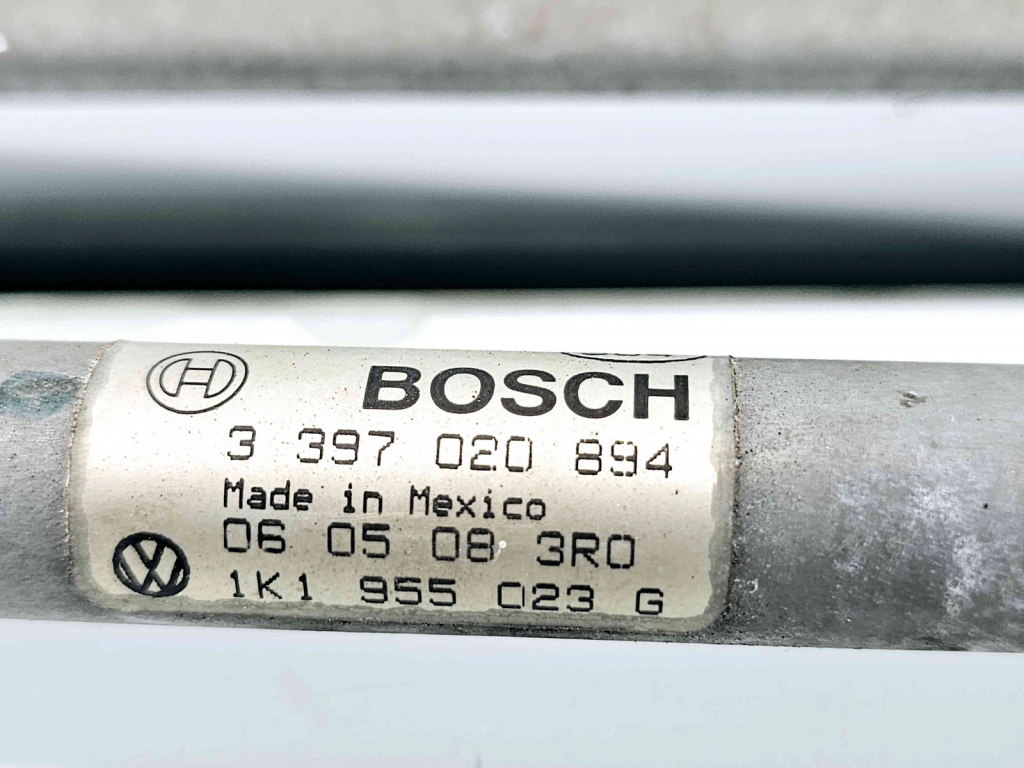 BOSCH
3 397 020 894
Made in Mexico
06 05 08 3R0
1K1 955 023 G